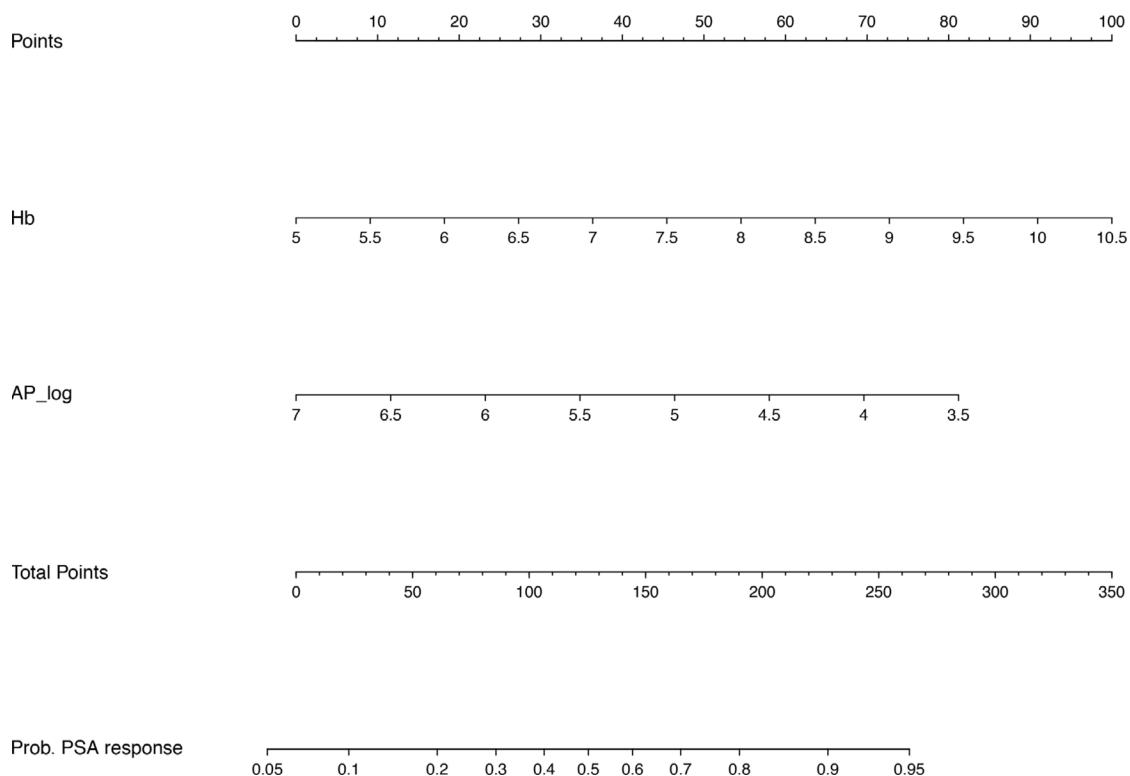 0 10 20 30 40 50 60 70 80 90 100
Points
Hb
5 5.5 6 6.5 7 7.5 8 8.5 9 9.5 10 10.5
AP_log
7 6.5 6 5.5 5 4.5 4 3.5
Total Points
0 50 100 150 200 250 300 350
Prob. PSA response
0.05 0.1 0.2 0.3 0.4 0.5 0.6 0.7 0.8 0.9 0.95